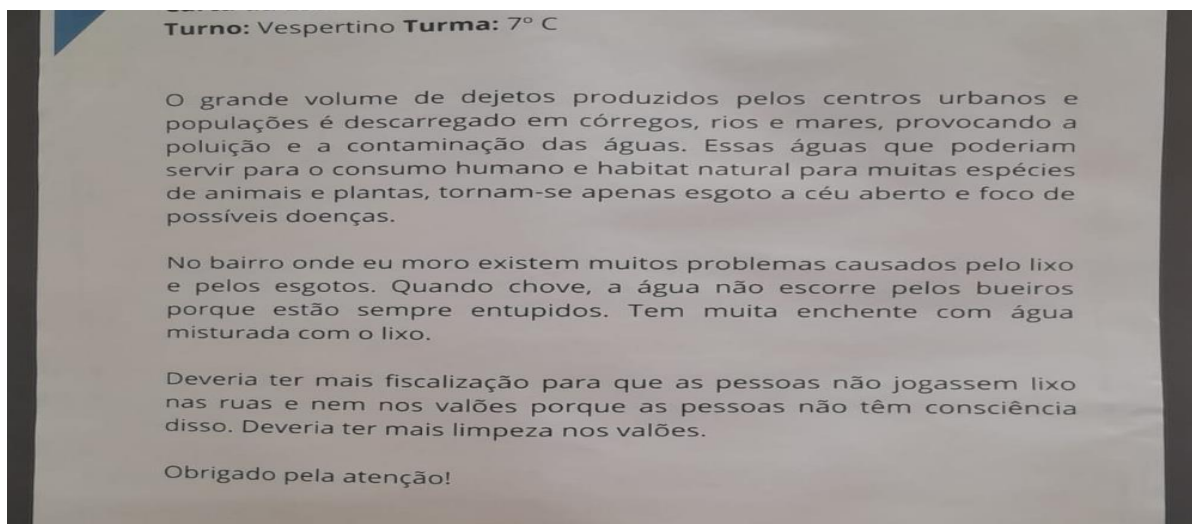 Turno: Vespertino Turma: 7º C
O grande volume de dejetos produzidos pelos centros urbanos e
populações é descarregado em córregos, rios e mares, provocando a
poluição e a contaminação das águas. Essas águas que poderiam
servir para o consumo humano e habitat natural para muitas espécies
de animais e plantas, tornam-se apenas esgoto a céu aberto e foco de
possíveis doenças.
No bairro onde eu moro existem muitos problemas causados pelo lixo
e pelos esgotos. Quando chove, a água não escorre pelos bueiros
porque estão sempre entupidos. Tem muita enchente com água
misturada com o lixo.
Deveria ter mais fiscalização para que as pessoas não jogassem lixo
nas ruas e nem nos valões porque as pessoas não têm consciência
disso. Deveria ter mais limpeza nos valões.
Obrigado pela atenção!